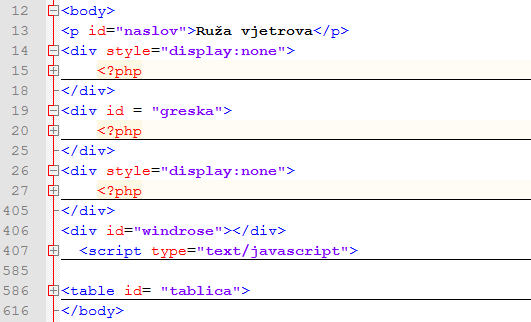 12 <body>
13 <p id="naslov">Ruža vjetrova</p>
14 <div style="display:none">
15 <?php
18 </div>
19 <div id = "greska">
20 <?php
25 </div>
26 <div style="display:none">
27 <?php
405 </div>
406 <div id="windrose"></div>
407 <script type="text/javascript">
585
586 <table id= "tablica">
616 </body>